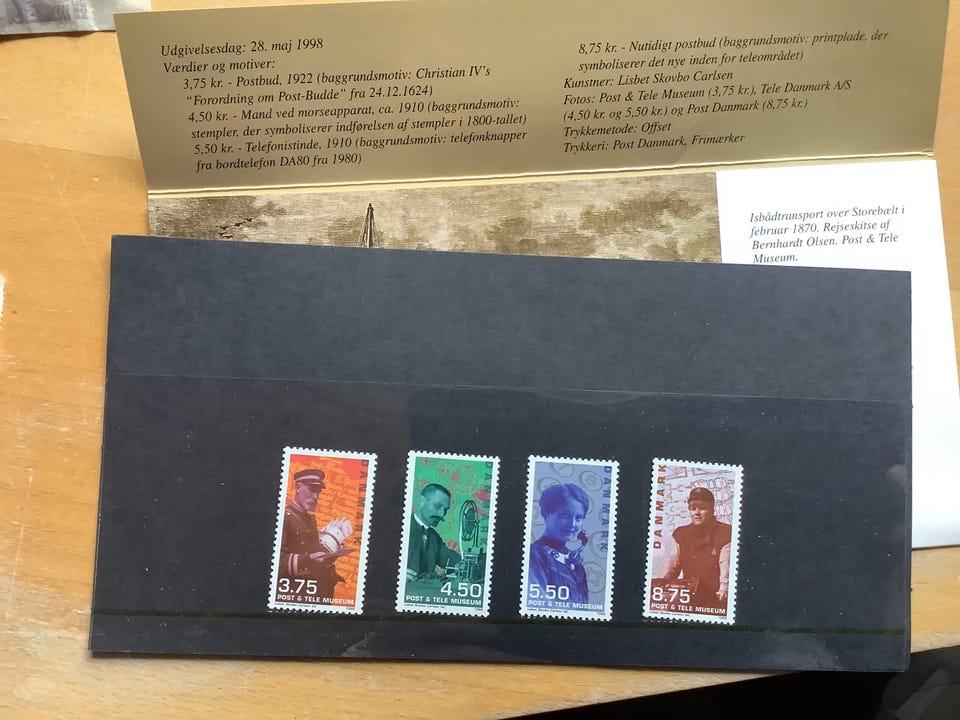 Udgivelsesdag: 28. maj 1998
Værdier og motiver:
3,75 kr. - Postbud, 1922 (baggrundsmotiv: Christian IV's
"Forordning om Post-Budde" fra 24.12.1624)
4,50 kr. - Mand ved morseapparat, ca. 1910 (baggrundsmotiv:
stempler, der symboliserer indførelsen af stempler i 1800-tallet)
5,50 kr. - Telefonistinde, 1910 (baggrundsmotiv: telefonknapper
fra bordtelefon DA80 fra 1980)
8,75 kr. - Nutidigt postbud (baggrundsmotiv: printplade, der
symboliserer det nye inden for teleområdet)
Kunstner: Lisbet Skovbo Carlsen
Fotos: Post & Tele Museum (3,75 kr.), Tele Danmark A/S
(4,50 kr. og 5,50 kr.) og Post Danmark (8,75 kr.)
Trykkemetode: Offset
Trykkeri: Post Danmark, Frimærker
Isbådtransport over Storebælt i
februar 1870. Rejseskitse af
Bernhardt Olsen. Post & Tele
Museum.
DANMARK
3.75
POST & TELE MUSEUM
DANMARK
4.50
POST & TELE MUSEUM
DANMARK
5.50
POST & TELE MUSEUM
DANMARK
8.75
POST & TELE MUSEUM